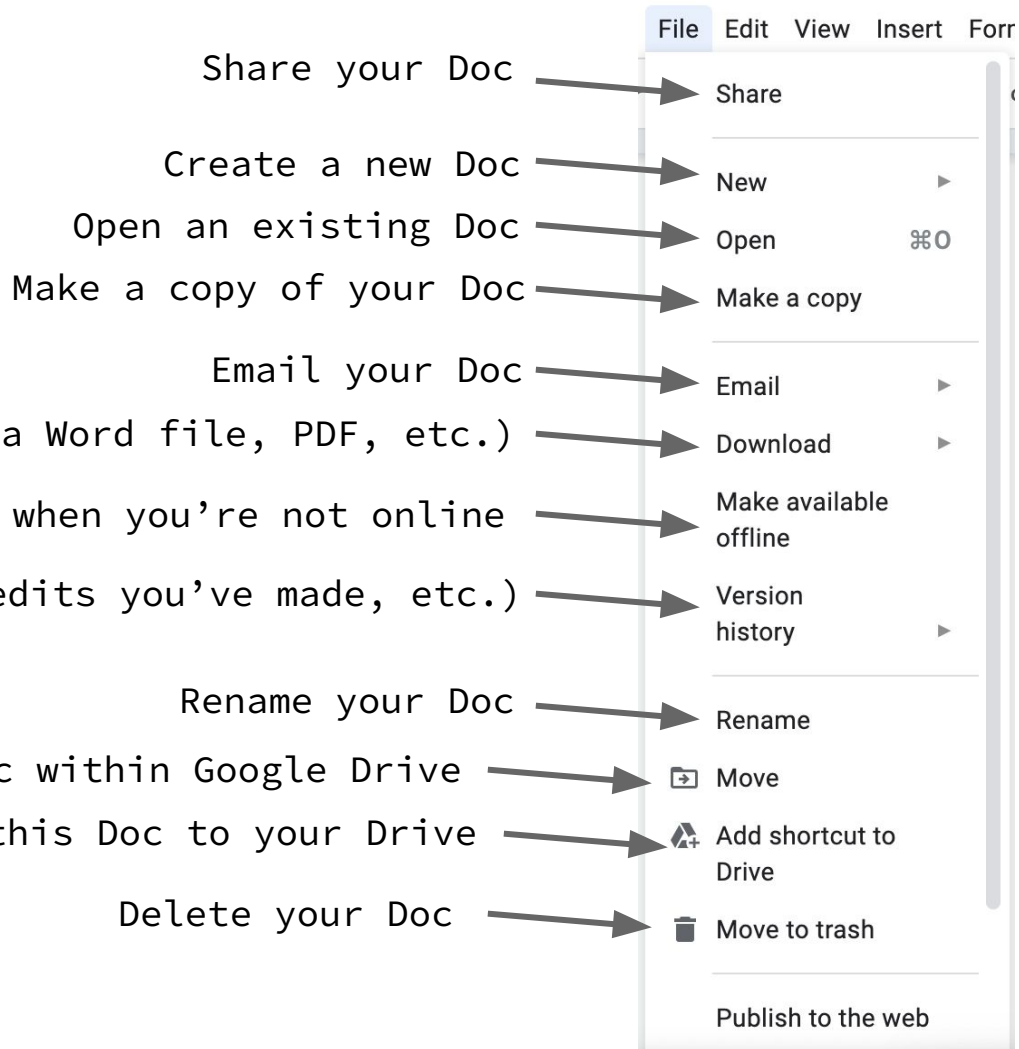 File Edit View Insert
Share your Doc
Share
Create a new Doc
New
Open an existing Doc
Open ⌘O
Make a copy of your Doc
Make a copy
Email your Doc
Email
a Word file, PDF, etc.)
Download
when you’re not online
Make available
offline
edits you’ve made, etc.)
Version
history
Rename your Doc
Rename
within Google Drive
Move
this Doc to your Drive
Add shortcut to
Drive
Delete your Doc
Move to trash
Publish to the web